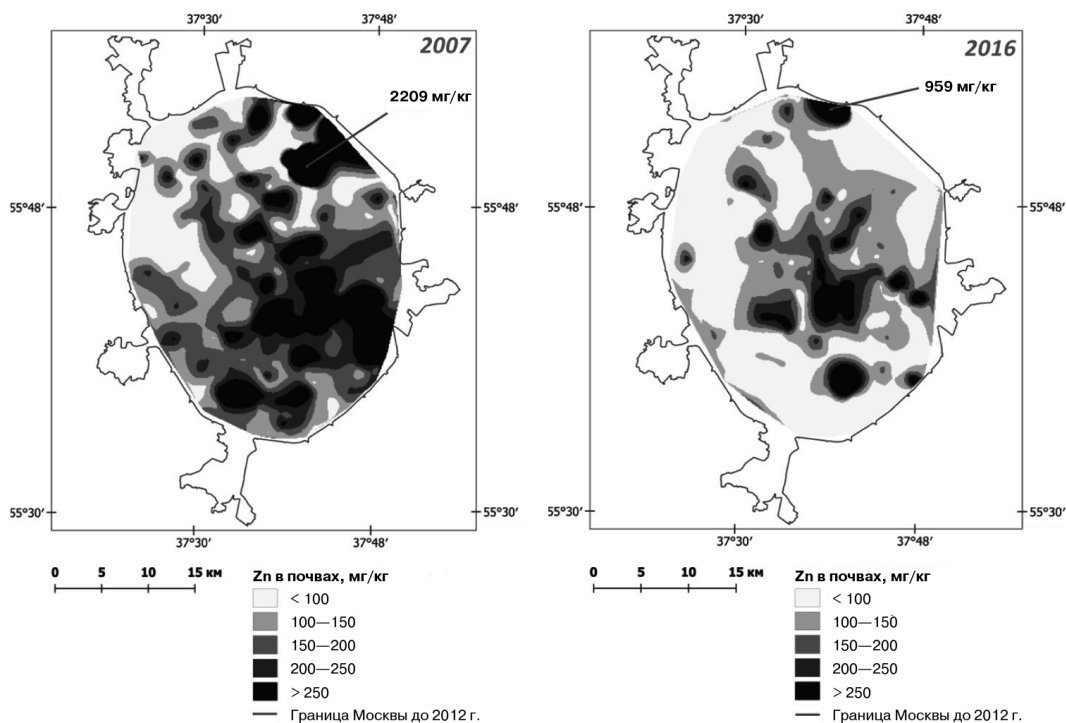 37°30′ 37°48′
2007
2209 мг/кг
55°48′ 55°48′
55°30′ 55°30′
37°30′ 37°48′
0 5 10 15 км
Zn в почвах, мг/кг
< 100
100—150
150—200
200—250
> 250
Граница Москвы до 2012 г.
37°30′ 37°48′
2016
959 мг/кг
55°48′
55°30′
37°30′ 37°48′
0 5 10 15 км
Zn в почвах, мг/кг
< 100
100—150
150—200
200—250
> 250
Граница Москвы до 2012 г.